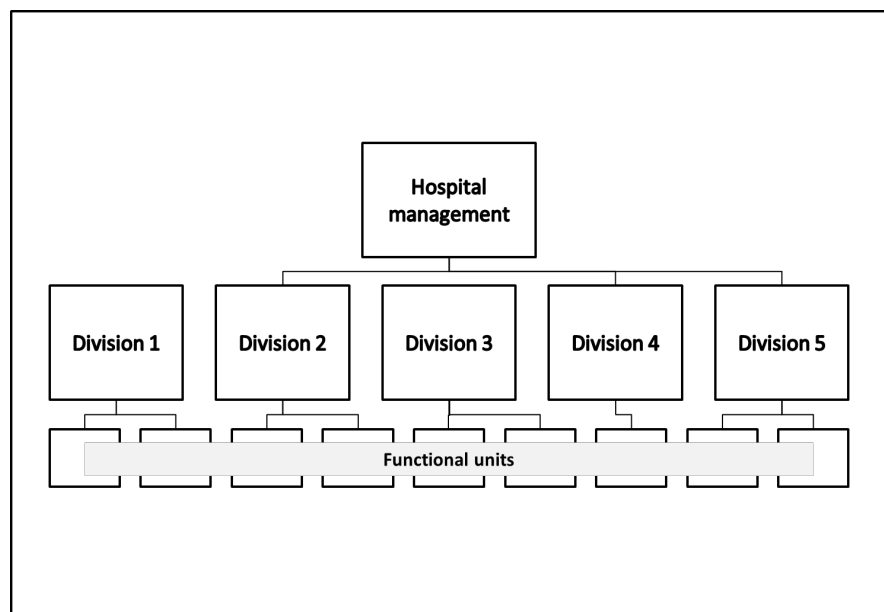 Hospital
management
Division 1
Division 2
Division 3
Division 4
Division 5
Functional units